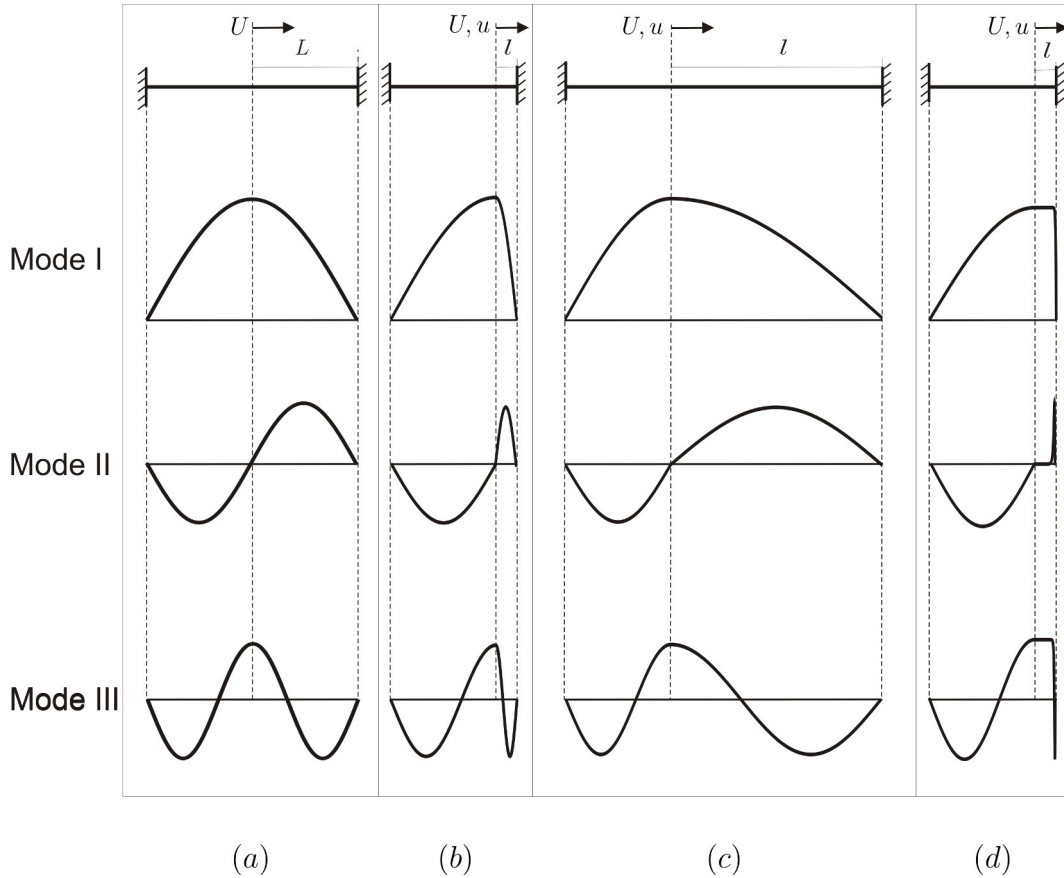 U U, u U, u U, u
L l l l
Mode I
Mode II
Mode III
(a) (b) (c) (d)